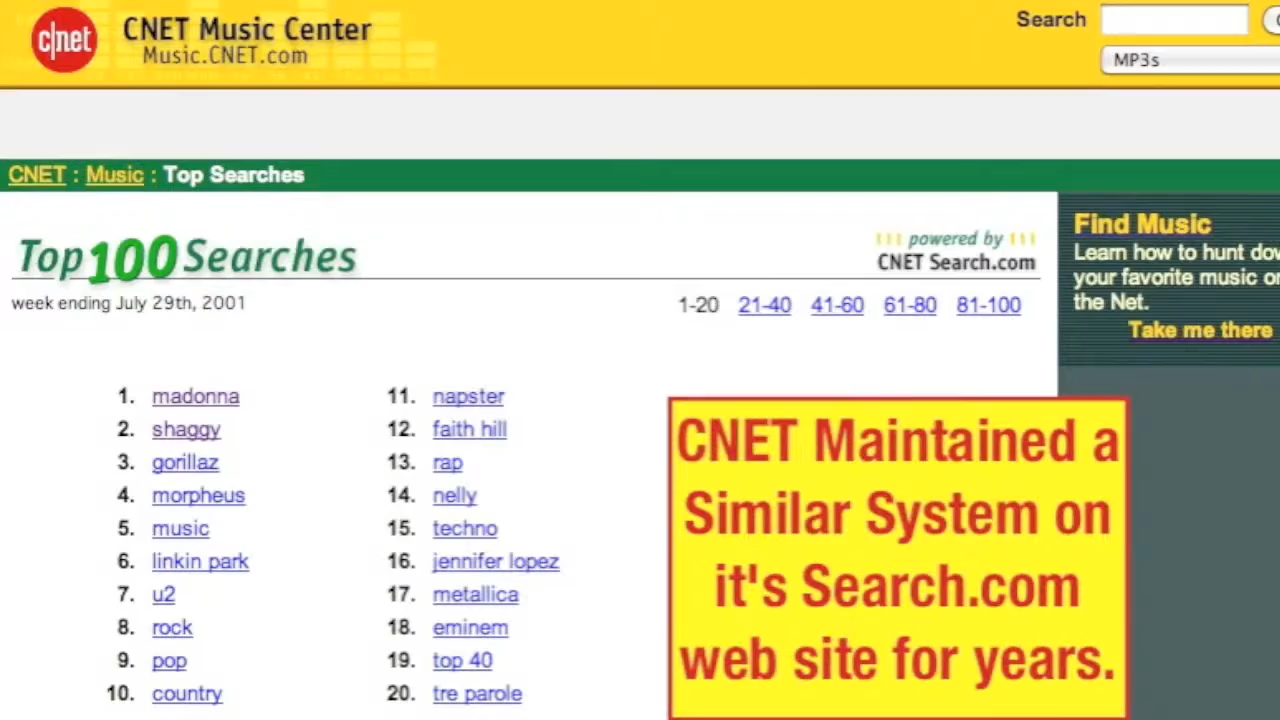 c|net
CNET Music Center
Music.CNET.com
Search
MP3s
CNET : Music : Top Searches
Top 100 Searches
powered by
CNET Search.com
week ending July 29th, 2001
1-20 21-40 41-60 61-80 81-100
Find Music
Learn how to hunt
your favorite music
the Net.
Take me there
1. madonna
2. shaggy
3. gorillaz
4. morpheus
5. music
6. linkin park
7. u2
8. rock
9. pop
10. country
11. napster
12. faith hill
13. rap
14. nelly
15. techno
16. jennifer lopez
17. metallica
18. eminem
19. top 40
20. tre parole
CNET Maintained a
Similar System on
it's Search.com
web site for years.